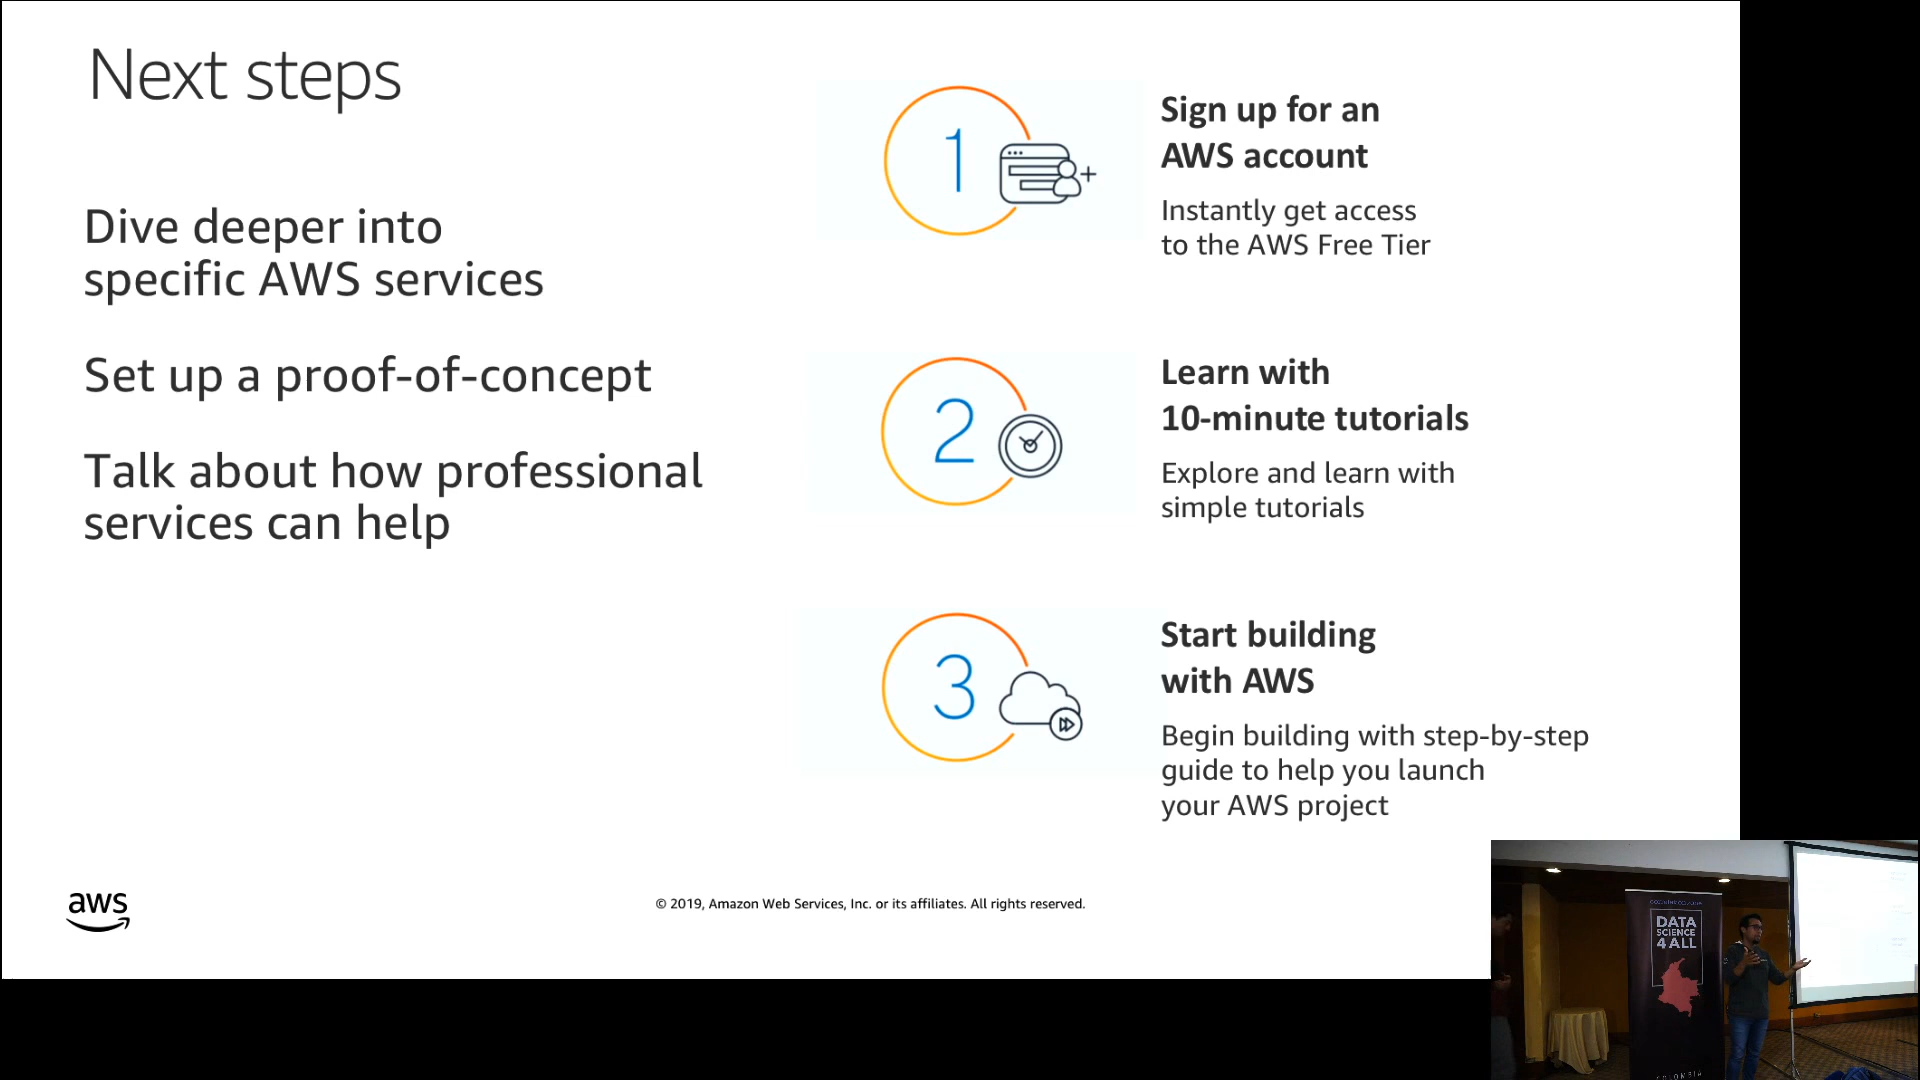 Next steps
Dive deeper into
specific AWS services
Set up a proof-of-concept
Talk about how professional
services can help
1
Sign up for an
AWS account
Instantly get access
to the AWS Free Tier
2
Learn with
10-minute tutorials
Explore and learn with
simple tutorials
3
Start building
with AWS
Begin building with step-by-step
guide to help you launch
your AWS project
aws
© 2019, Amazon Web Services, Inc. or its affiliates. All rights reserved.
DATA
SCIENCE
4 ALL
COLOMBIA